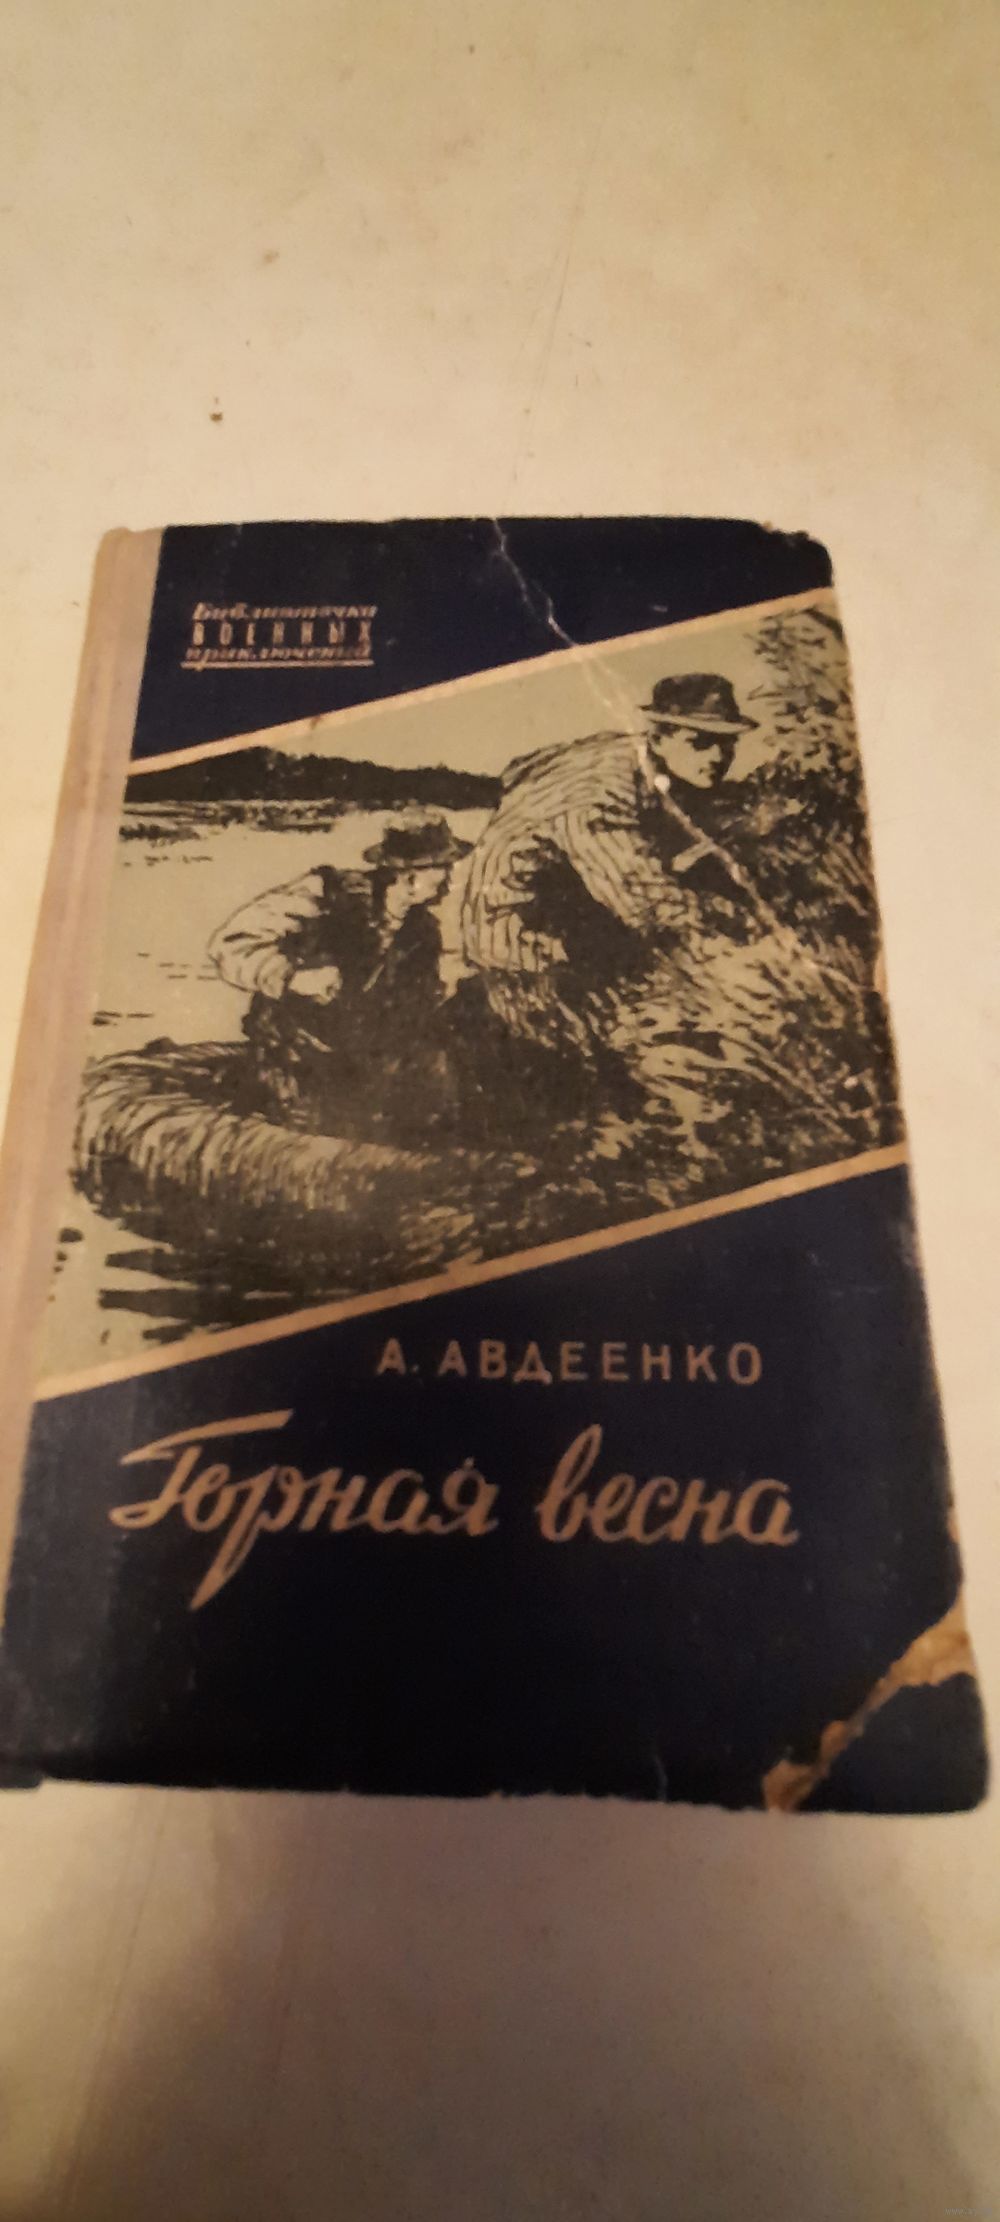 Библиотечка
ВОЕННЫХ
приключений
А. АВДЕЕНКО
Горная весна